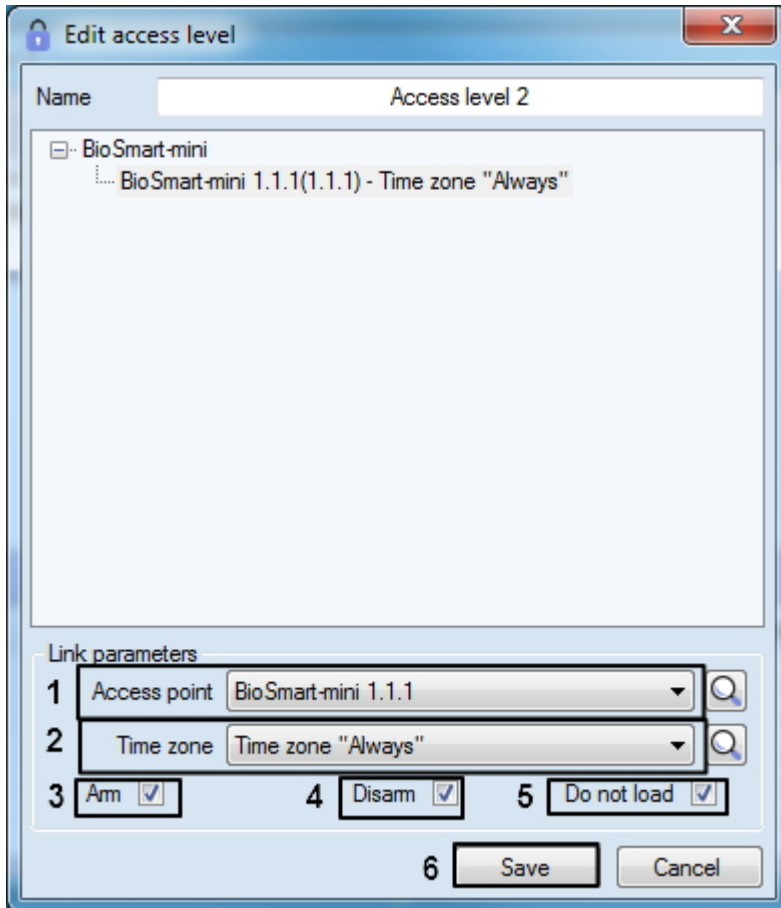 Edit access level
Name Access level 2
BioSmart-mini
BioSmart-mini 1.1.1(1.1.1) - Time zone "Always"
Link parameters
1 Access point BioSmart-mini 1.1.1
2 Time zone Time zone "Always"
3 Arm 4 Disarm 5 Do not load
6 Save Cancel